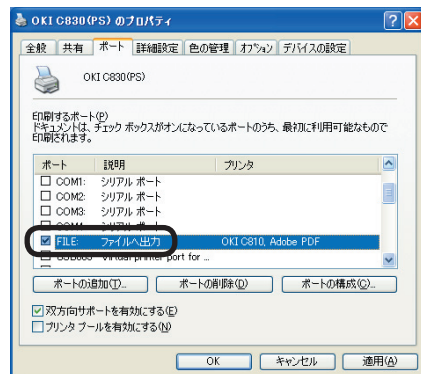 OKI C830(PS) のプロパティ
全般 共有 ポート 詳細設定 色の管理 オプション デバイスの設定
OKI C830(PS)
印刷するポート(P)
ドキュメントは、チェック ボックスがオンになっているポートのうち、最初に利用可能なもので
印刷されます。
ポート 説明 プリンタ
COM1: シリアル ポート
COM2: シリアル ポート
COM3: シリアル ポート
FILE: ファイルへ出力 OKI C810, Adobe PDF
Virtual printer port for ...
ポートの追加(T)... ポートの削除(D) ポートの構成(C)...
双方向サポートを有効にする(E)
プリンタ プールを有効にする(N)
OK キャンセル 適用(A)